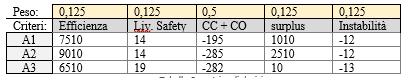 Peso: 0,125 0,125 0,125 0,125 0,125
Criteri: Efficienza Liv. Safety CC + CO surplus Instabilità
A1 7510 14 -195 1010 -12
A2 9010 14 -285 2510 -12
A3 6510 19 -282 10 -13